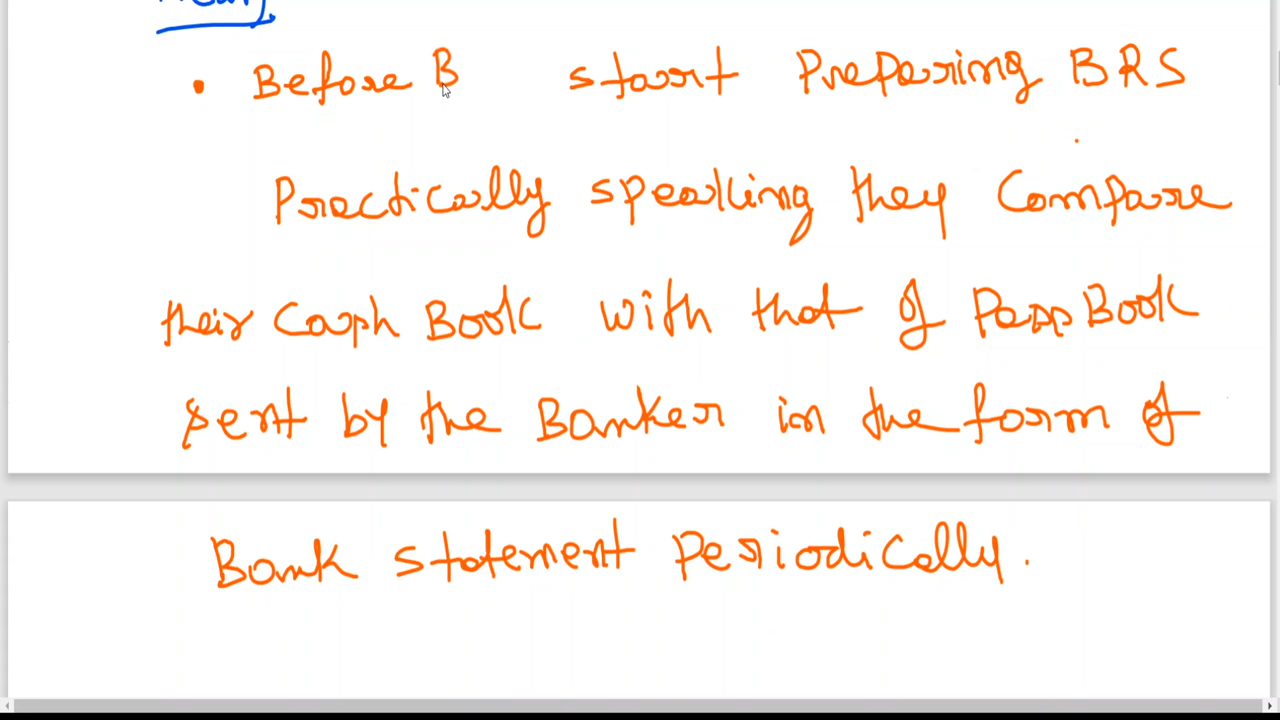 • Before B start Preparing BRS
Practically speaking they Compare
their Cash Book with that of Pass Book
sent by the Banker in the form of
Bank statement Periodically.